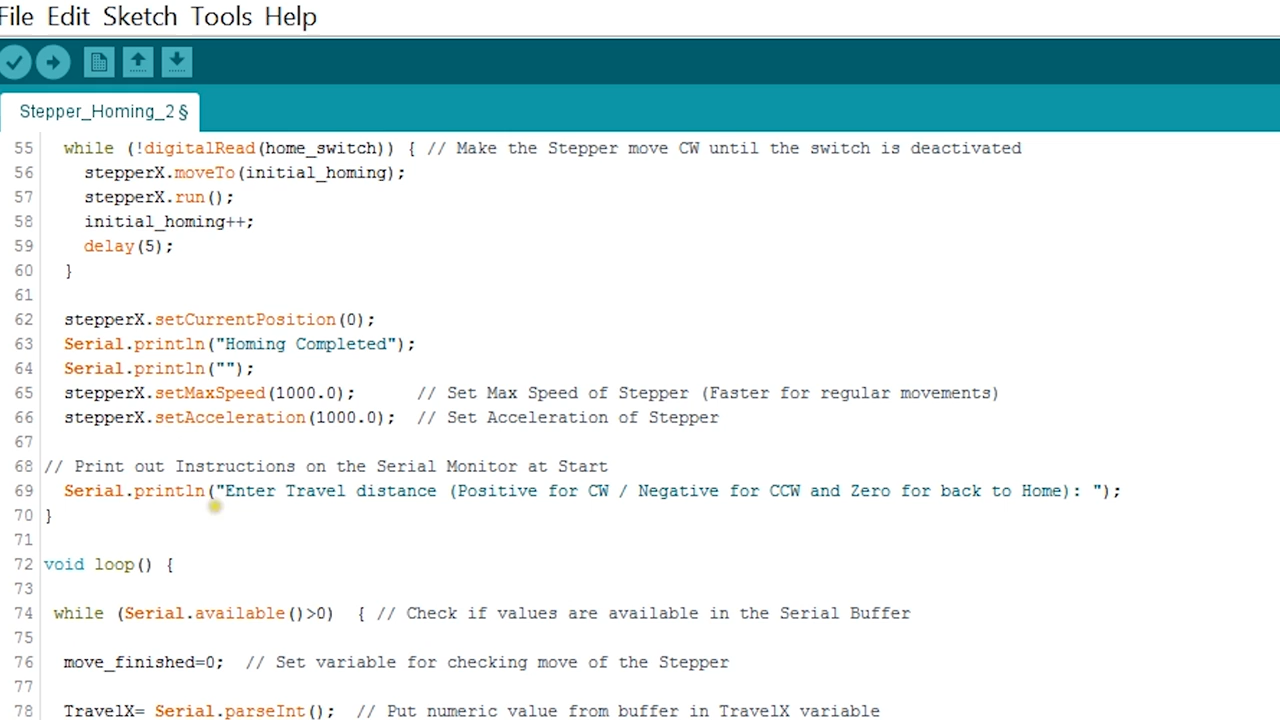 File Edit Sketch Tools Help
Stepper_Homing_2 §
55 while (!digitalRead(home_switch)) { // Make the Stepper move CW until the switch is deactivated
56 stepperX.moveTo(initial_homing);
57 stepperX.run();
58 initial_homing++;
59 delay(5);
60 }
61
62 stepperX.setCurrentPosition(0);
63 Serial.println("Homing Completed");
64 Serial.println("");
65 stepperX.setMaxSpeed(1000.0); // Set Max Speed of Stepper (Faster for regular movements)
66 stepperX.setAcceleration(1000.0); // Set Acceleration of Stepper
67
68 // Print out Instructions on the Serial Monitor at Start
69 Serial.println("Enter Travel distance (Positive for CW / Negative for CCW and Zero for back to Home): ");
70 }
71
72 void loop() {
73
74 while (Serial.available()>0) { // Check if values are available in the Serial Buffer
75
76 move_finished=0; // Set variable for checking move of the Stepper
77
78 TravelX= Serial.parseInt(); // Put numeric value from buffer in TravelX variable